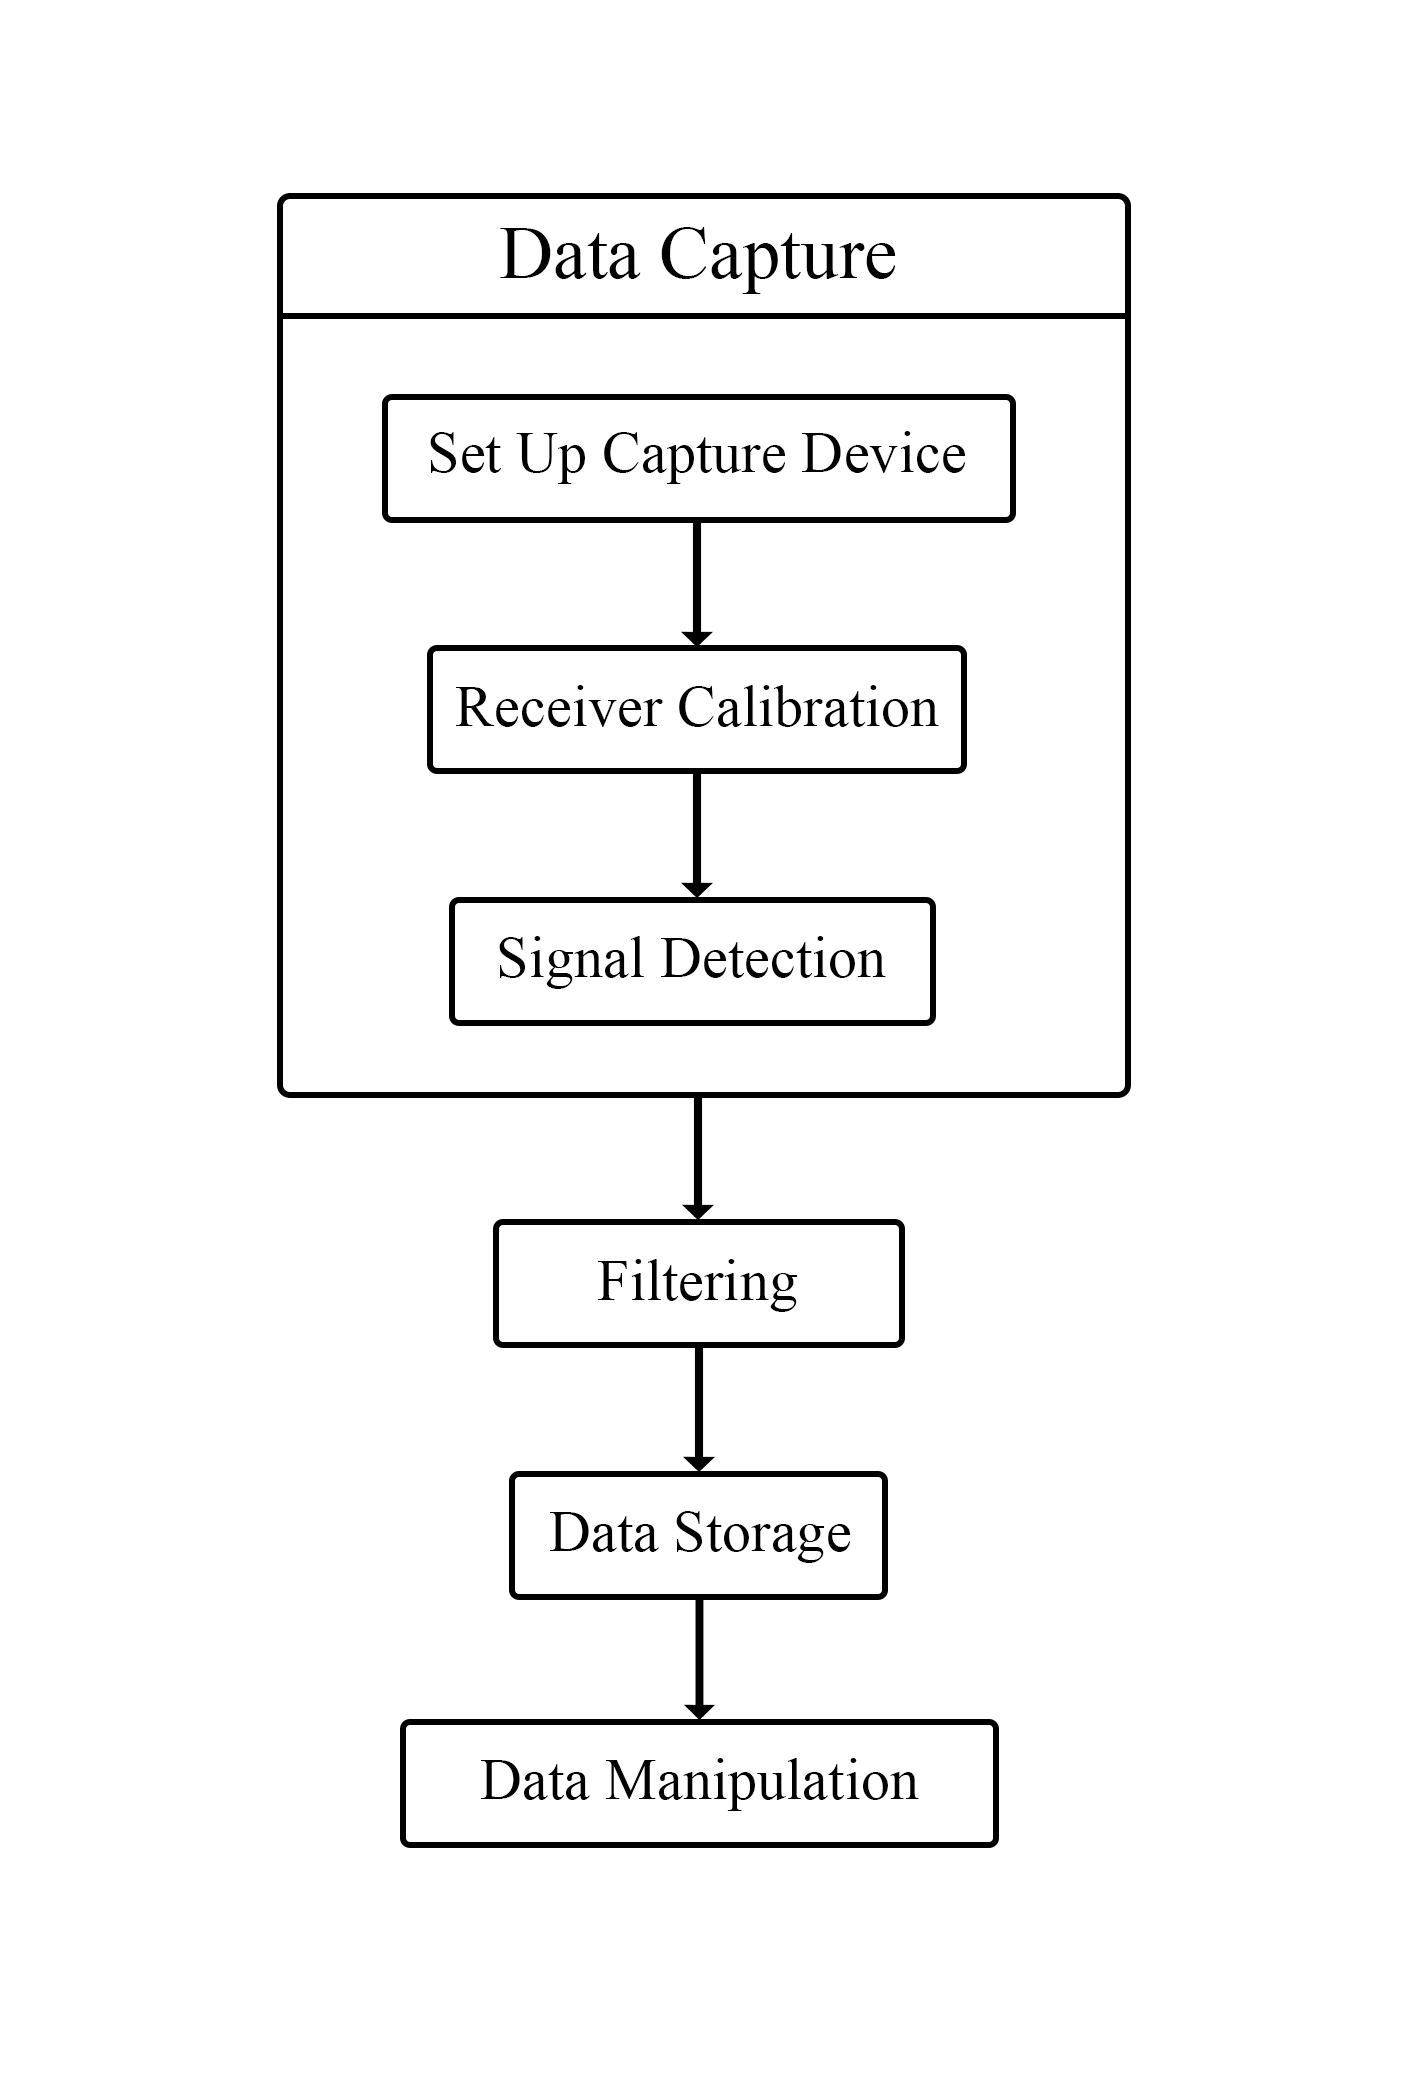 Data Capture
Set Up Capture Device
Receiver Calibration
Signal Detection
Filtering
Data Storage
Data Manipulation